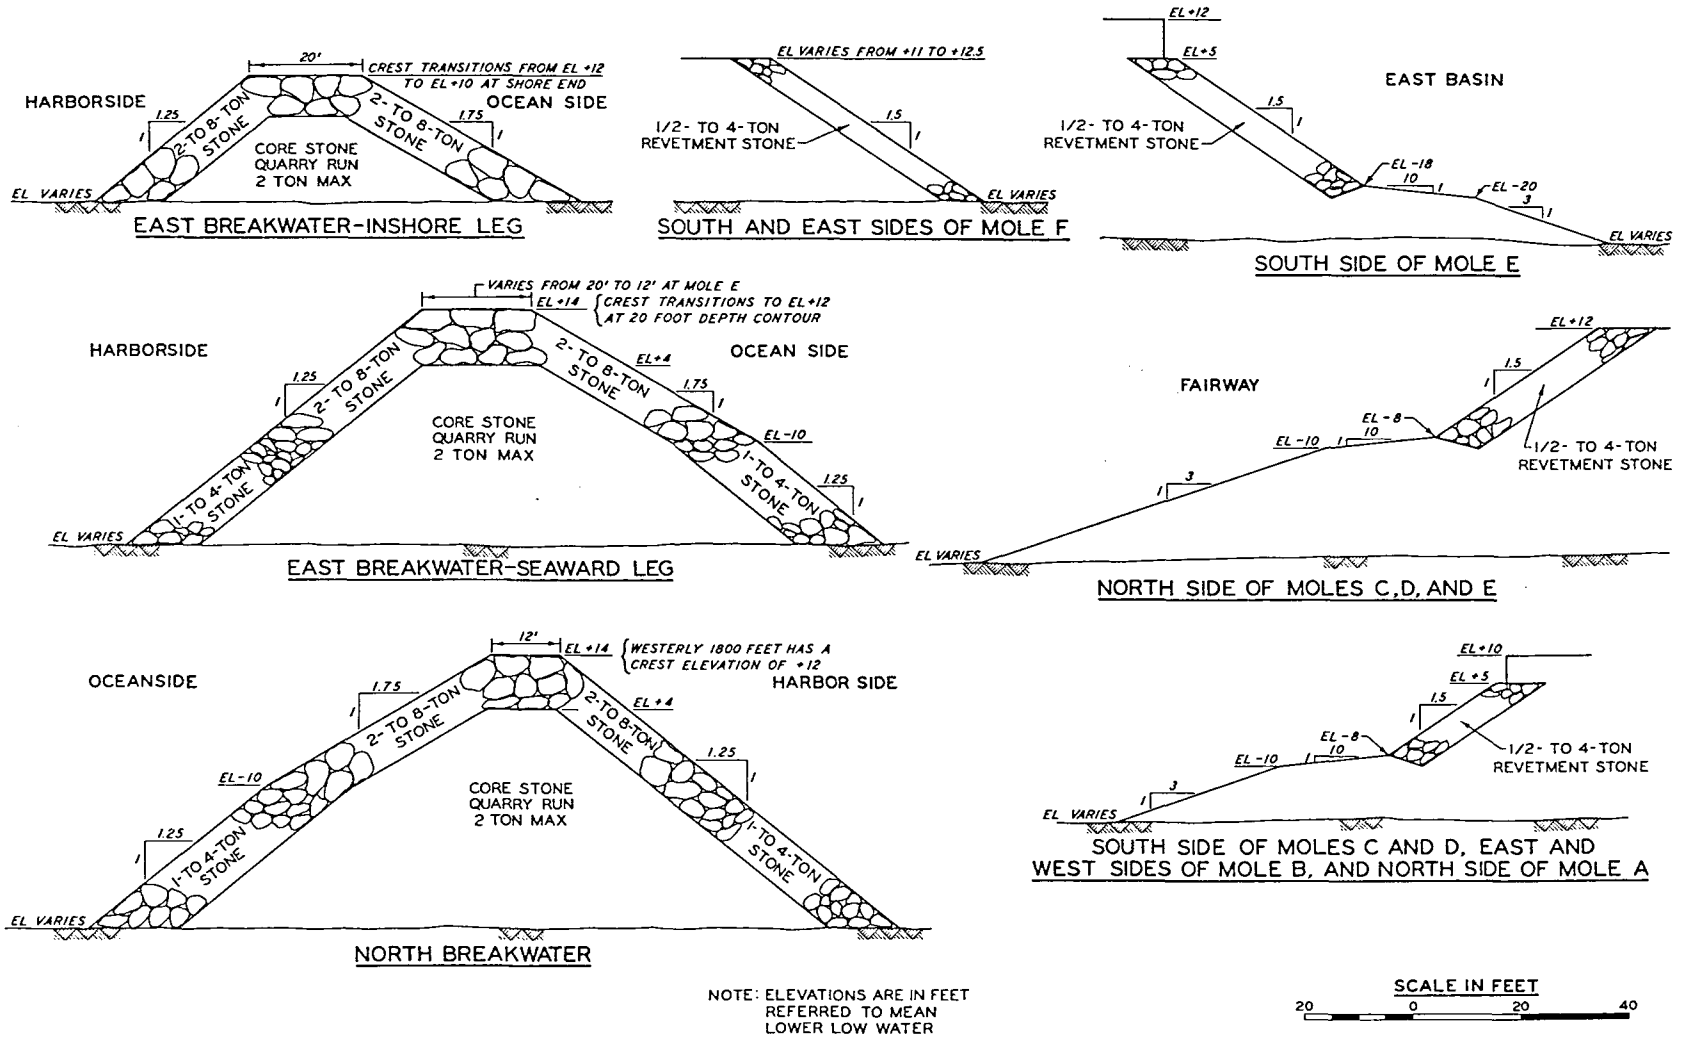 20'
CREST TRANSITIONS FROM EL +12
TO EL+10 AT SHORE END
HARBORSIDE
OCEAN SIDE
1.25
1
2-TO 8-TON
STONE
2-TO 8-TON
STONE
1.75
1
CORE STONE
QUARRY RUN
2 TON MAX
EL VARIES
EAST BREAKWATER-INSHORE LEG
EL VARIES FROM +11 TO +12.5
1/2- TO 4-TON
REVETMENT STONE
1.5
1
EL VARIES
SOUTH AND EAST SIDES OF MOLE F
EL+12
EL+5
EAST BASIN
1.5
1
1/2- TO 4-TON
REVETMENT STONE
EL-18
10
1
EL-20
3
1
EL VARIES
SOUTH SIDE OF MOLE E
VARIES FROM 20' TO 12' AT MOLE E
EL+14
CREST TRANSITIONS TO EL+12
AT 20 FOOT DEPTH CONTOUR
HARBORSIDE
OCEAN SIDE
1.25
1
2-TO 8-TON
STONE
2-TO 8-TON
STONE
EL+4
1.75
1
CORE STONE
QUARRY RUN
2 TON MAX
EL-10
1-TO 4-TON
STONE
1-TO 4-TON
STONE
1.25
1
EL VARIES
EAST BREAKWATER-SEAWARD LEG
EL+12
FAIRWAY
1.5
1
EL-8
EL-10
1
10
1/2- TO 4-TON
REVETMENT STONE
3
1
EL VARIES
NORTH SIDE OF MOLES C,D, AND E
12'
EL+14
WESTERLY 1800 FEET HAS A
CREST ELEVATION OF +12
OCEANSIDE
HARBOR SIDE
1.75
1
2-TO 8-TON
STONE
2-TO 8-TON
STONE
EL+4
1.25
1
EL-10
CORE STONE
QUARRY RUN
2 TON MAX
1.25
1
1-TO 4-TON
STONE
1-TO 4-TON
STONE
EL VARIES
NORTH BREAKWATER
EL+10
EL+5
1.5
1
EL-8
EL-10
1
10
1/2- TO 4-TON
REVETMENT STONE
3
1
EL VARIES
SOUTH SIDE OF MOLES C AND D, EAST AND
WEST SIDES OF MOLE B, AND NORTH SIDE OF MOLE A
NOTE: ELEVATIONS ARE IN FEET
REFERRED TO MEAN
LOWER LOW WATER
SCALE IN FEET
20 0 20 40